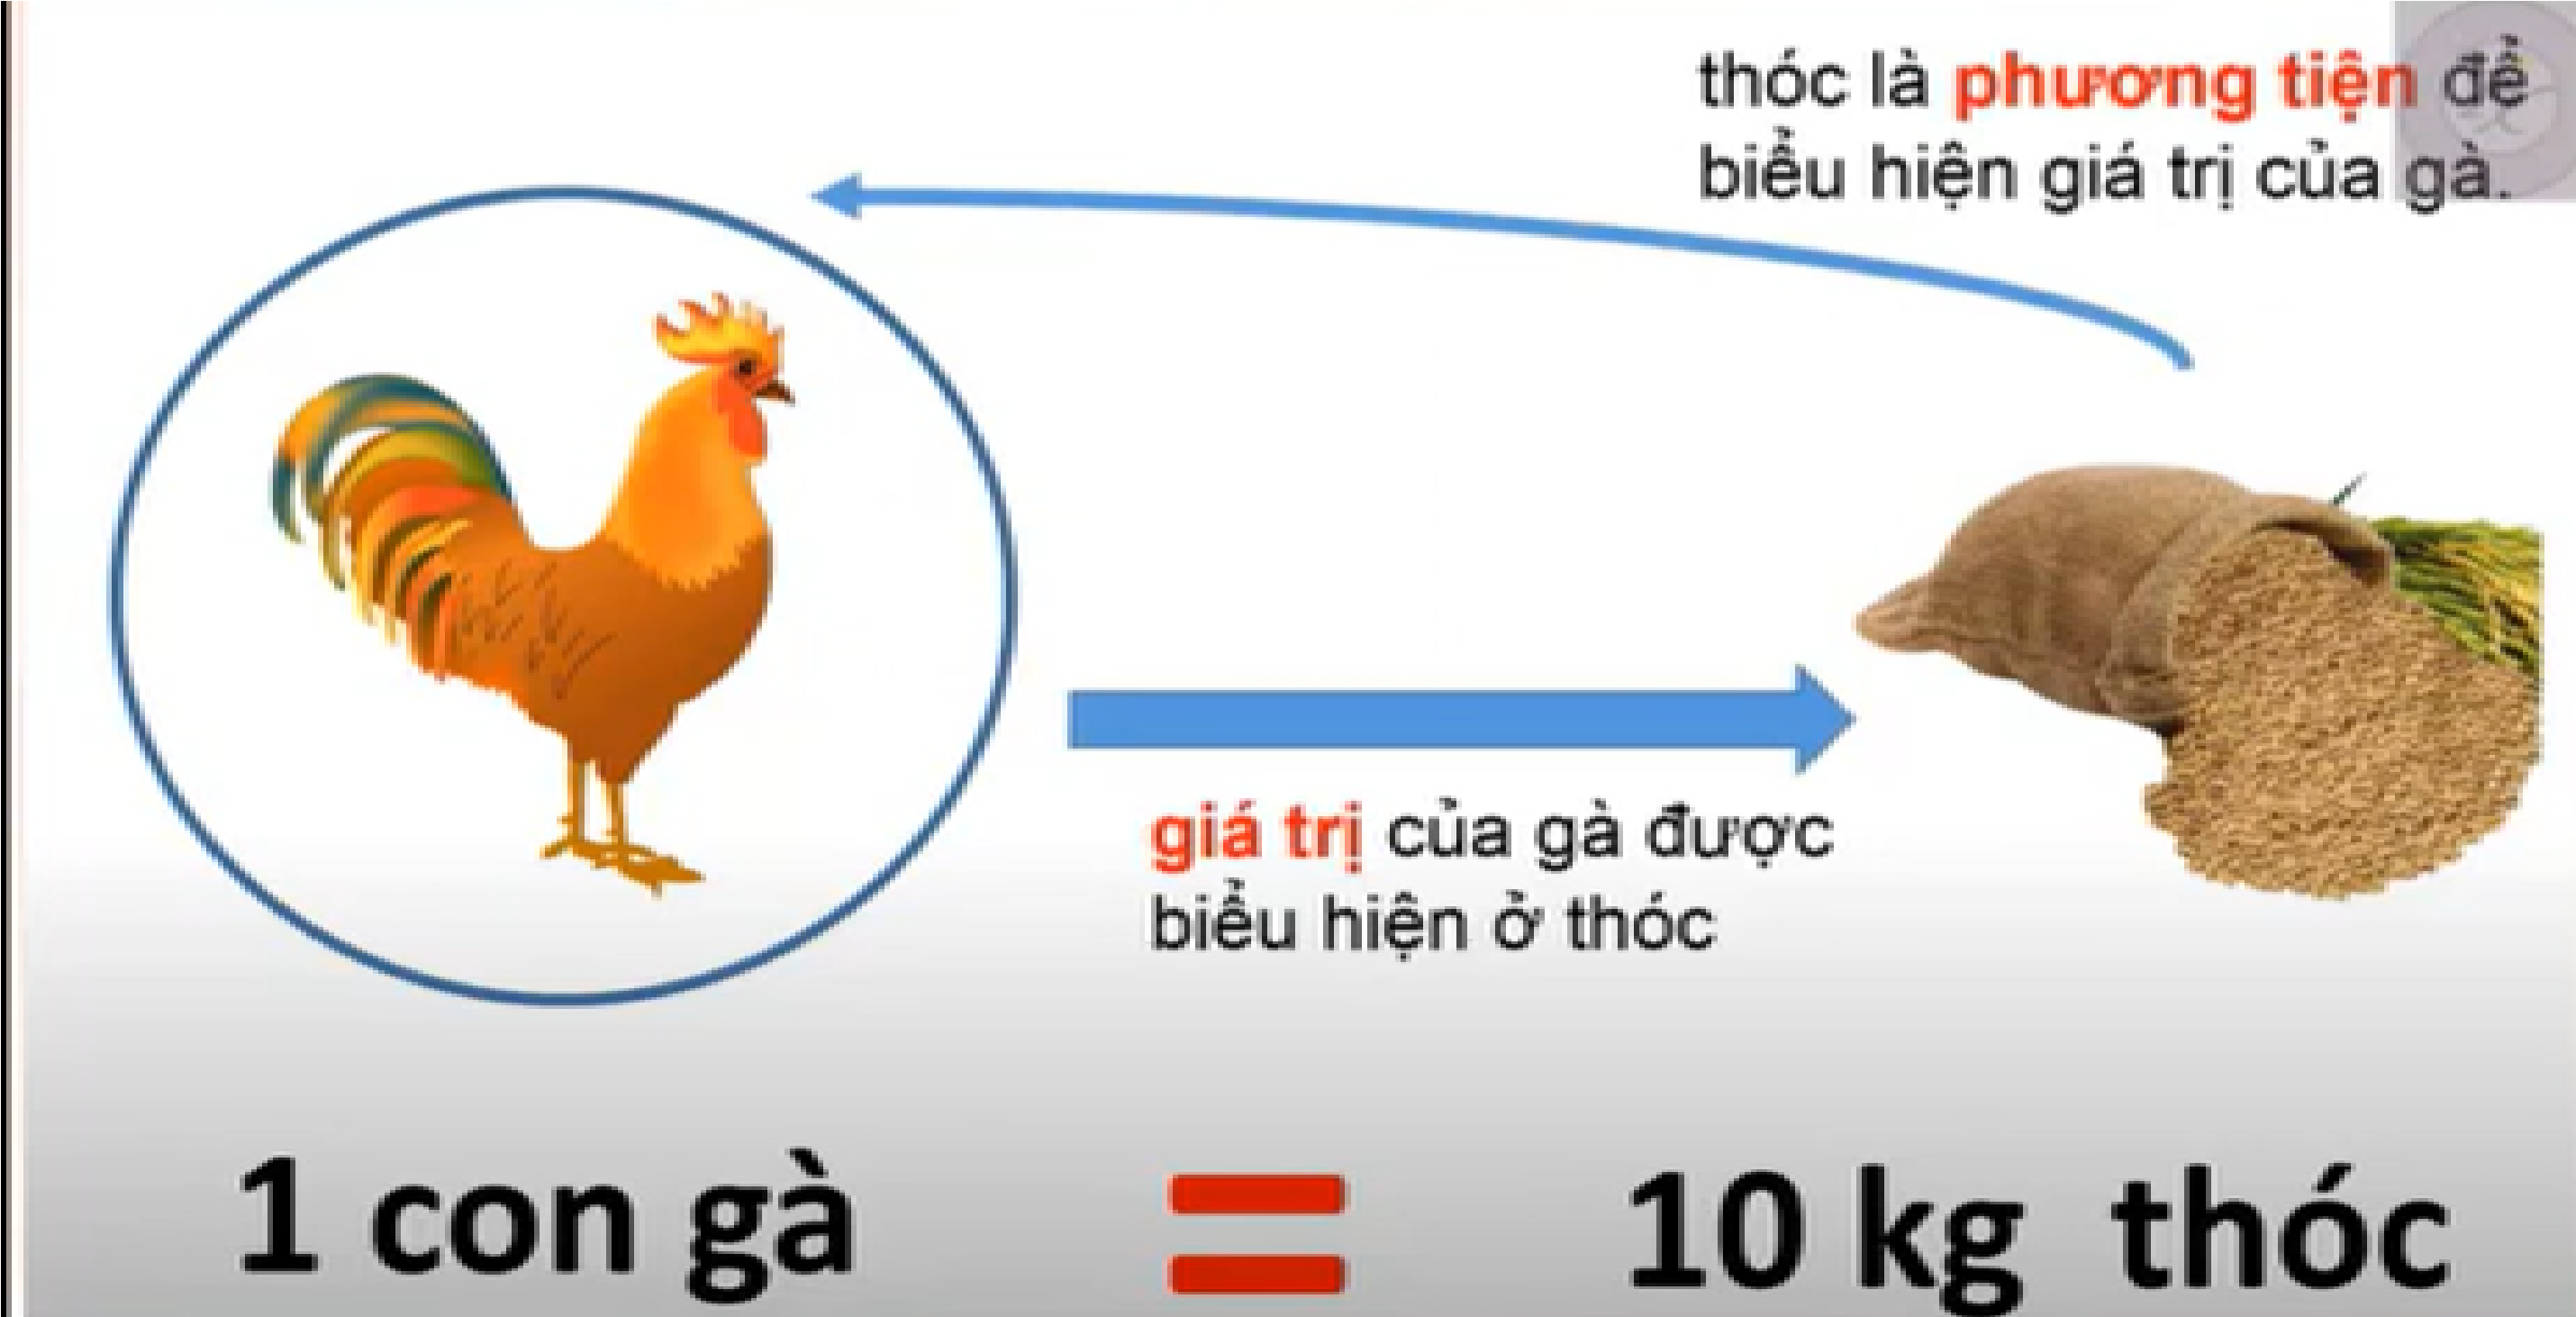 thóc là phương tiện để
biểu hiện giá trị của gà.
giá trị của gà được
biểu hiện ở thóc
1 con gà = 10 kg thóc